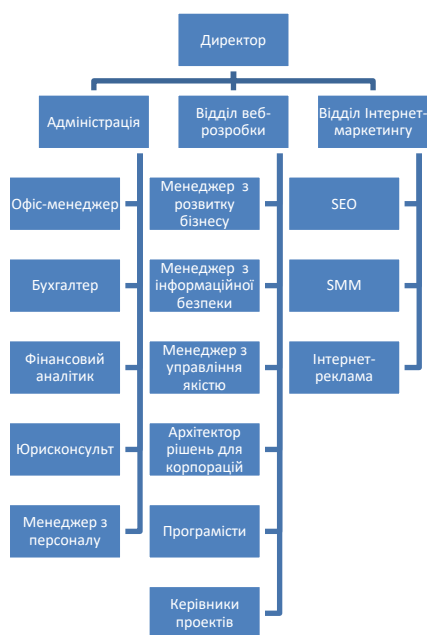 Директор
Адміністрація
Відділ веб-
розробки
Відділ Інтернет-
маркетингу
Офіс-менеджер
Бухгалтер
Фінансовий
аналітик
Юрисконсульт
Менеджер з
персоналу
Менеджер з
розвитку
бізнесу
Менеджер з
інформаційної
безпеки
Менеджер з
управління
якістю
Архітектор
рішень для
корпорацій
Програмісти
Керівники
проектів
SEO
SMM
Інтернет-
реклама